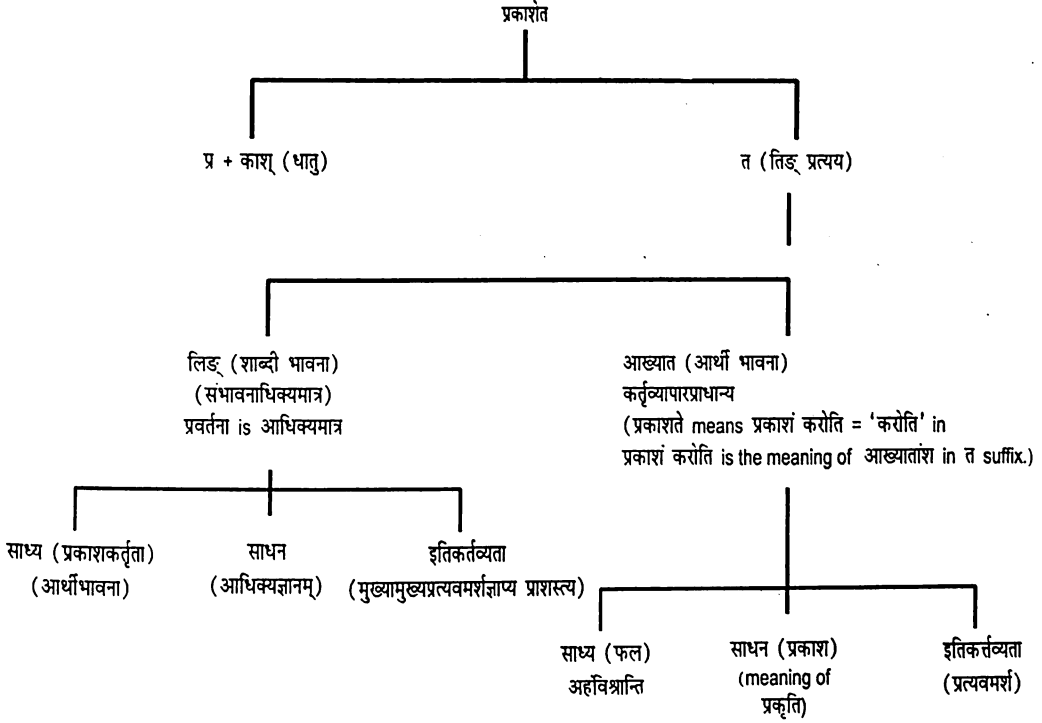 प्रकाशेत
प्र + काश् (धातु)
त (तिङ् प्रत्यय)
लिङ् (शाब्दी भावना)
(संभावनाधिक्यमात्र)
प्रवर्तना is आधिक्यमात्र
आख्यात (आर्थी भावना)
कर्तृव्यापारप्राधान्य
(प्रकाशते means प्रकाशं करोति = ‘करोति’ in
प्रकाशं करोति is the meaning of आख्यातांश in त suffix.)
साध्य (प्रकाशकर्तृता)
(आर्थीभावना)
साधन
(आधिक्यज्ञानम्)
इतिकर्तव्यता
(मुख्यामुख्यप्रत्यवमर्शज्ञाप्य प्राशस्त्य)
साध्य (फल)
अहंविश्रान्ति
साधन (प्रकाश)
(meaning of
प्रकृति)
इतिकर्त्तव्यता
(प्रत्यवमर्श)